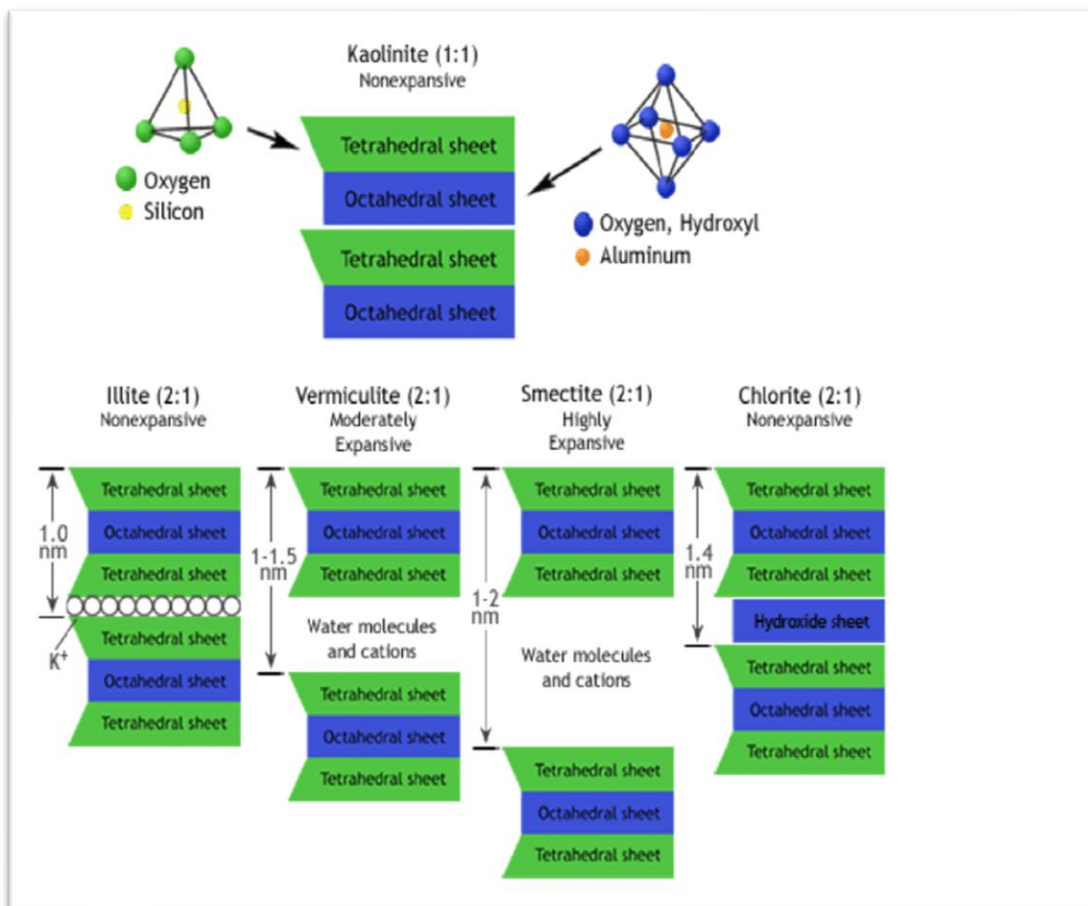 Kaolinite (1:1)
Nonexpansive
Tetrahedral sheet
Octahedral sheet
Tetrahedral sheet
Octahedral sheet
Oxygen
Silicon
Oxygen, Hydroxyl
Aluminum
Illite (2:1)
Nonexpansive
1.0
nm
Tetrahedral sheet
Octahedral sheet
Tetrahedral sheet
K+
Tetrahedral sheet
Octahedral sheet
Tetrahedral sheet
Vermiculite (2:1)
Moderately
Expansive
1-1.5
nm
Tetrahedral sheet
Octahedral sheet
Tetrahedral sheet
Water molecules
and cations
Tetrahedral sheet
Octahedral sheet
Tetrahedral sheet
Smectite (2:1)
Highly
Expansive
1-2
nm
Tetrahedral sheet
Octahedral sheet
Tetrahedral sheet
Water molecules
and cations
Tetrahedral sheet
Octahedral sheet
Tetrahedral sheet
Chlorite (2:1)
Nonexpansive
1.4
nm
Tetrahedral sheet
Octahedral sheet
Tetrahedral sheet
Hydroxide sheet
Tetrahedral sheet
Octahedral sheet
Tetrahedral sheet